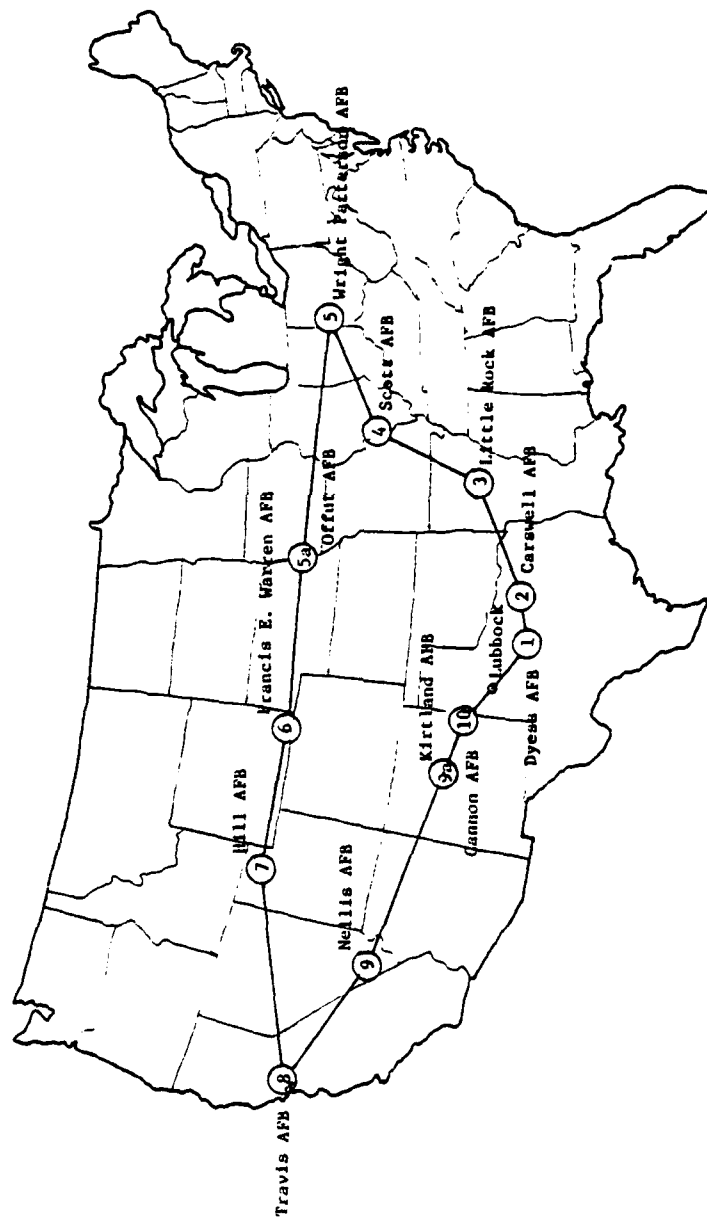 Wright Patterson AFB
5
Scott AFB
4
Little Rock AFB
3
Offut AFB
5a
Carswell AFB
2
Francis E. Warren AFB
6
Lubbock
1
Dyess AFB
Kirtland AFB
10
9a
Cannon AFB
Hill AFB
7
Nellis AFB
9
8
Travis AFB